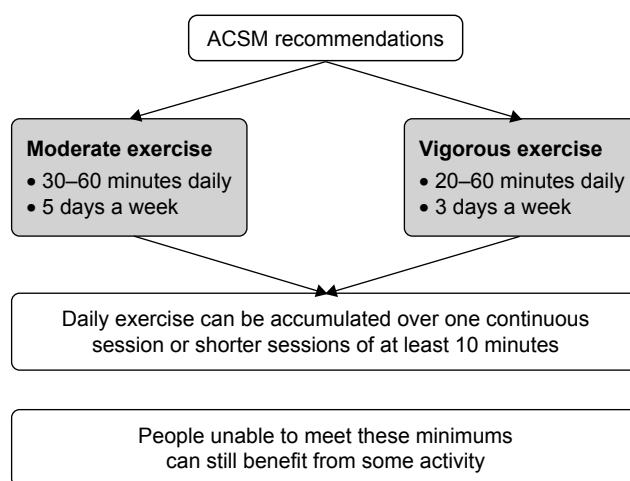 ACSM recommendations
Moderate exercise
• 30–60 minutes daily
• 5 days a week
Vigorous exercise
• 20–60 minutes daily
• 3 days a week
Daily exercise can be accumulated over one continuous
session or shorter sessions of at least 10 minutes
People unable to meet these minimums
can still benefit from some activity